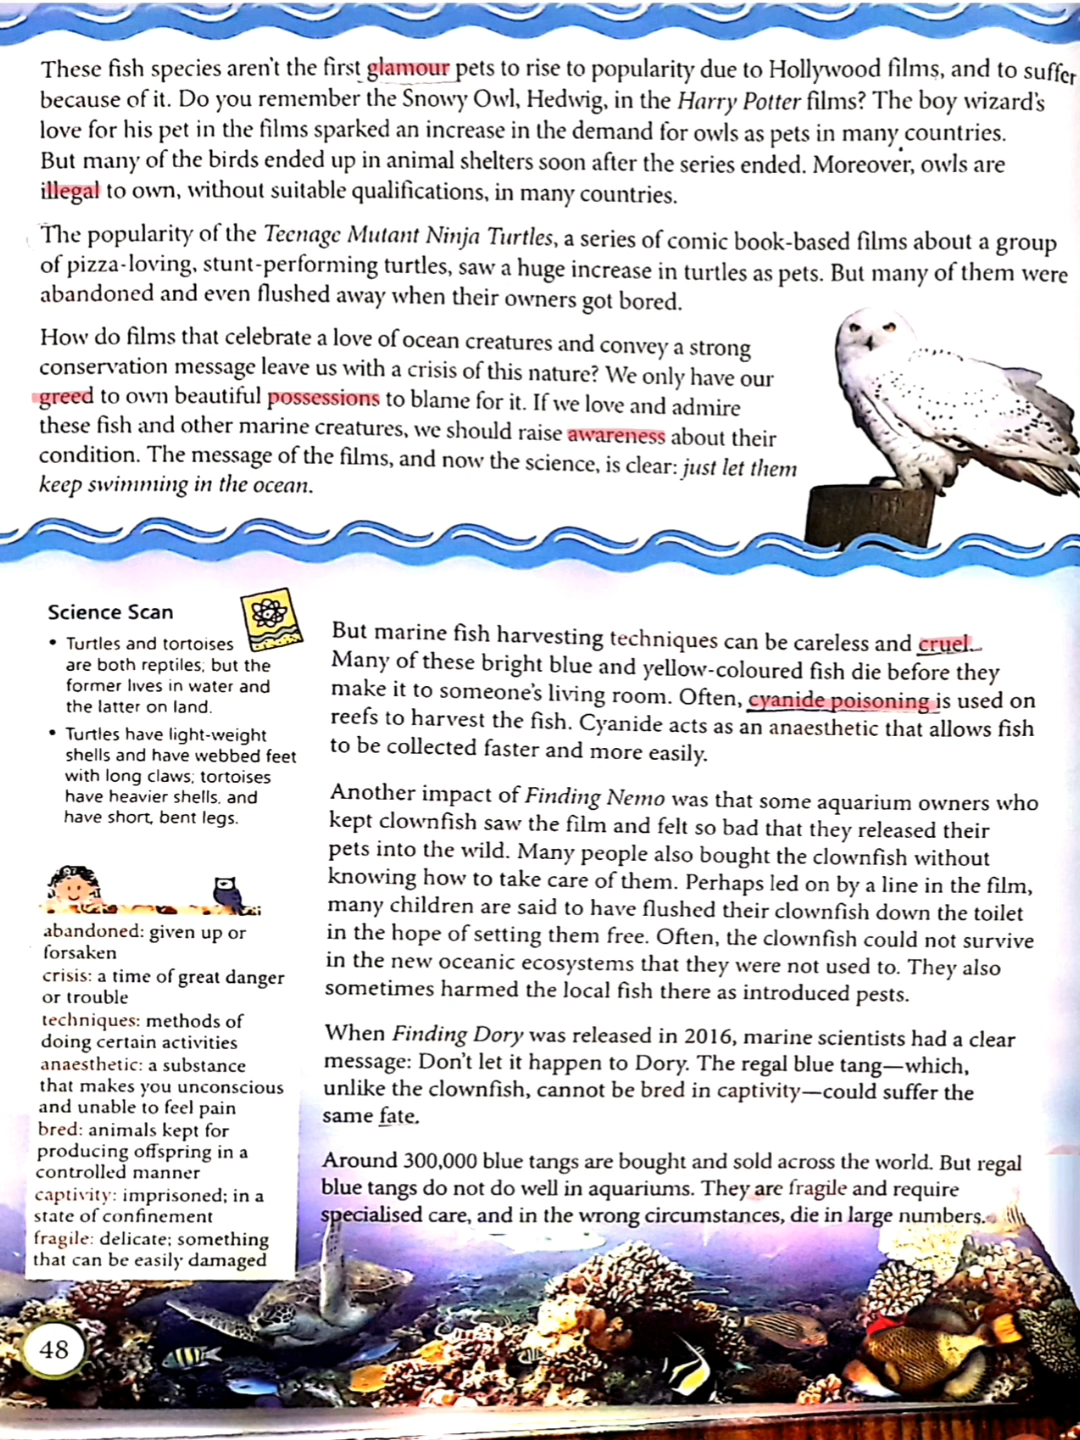 These fish species aren't the first glamour pets to rise to popularity due to Hollywood films, and to suffer
because of it. Do you remember the Snowy Owl, Hedwig, in the Harry Potter films? The boy wizard's
love for his pet in the films sparked an increase in the demand for owls as pets in many countries.
But many of the birds ended up in animal shelters soon after the series ended. Moreover, owls are
illegal to own, without suitable qualifications, in many countries.
The popularity of the Teenage Mutant Ninja Turtles, a series of comic book-based films about a group
of pizza-loving, stunt-performing turtles, saw a huge increase in turtles as pets. But many of them were
abandoned and even flushed away when their owners got bored.
How do films that celebrate a love of ocean creatures and convey a strong
conservation message leave us with a crisis of this nature? We only have our
greed to own beautiful possessions to blame for it. If we love and admire
these fish and other marine creatures, we should raise awareness about their
condition. The message of the films, and now the science, is clear: just let them
keep swimming in the ocean.
Science Scan
• Turtles and tortoises
are both reptiles; but the
former lives in water and
the latter on land.
• Turtles have light-weight
shells and have webbed feet
with long claws; tortoises
have heavier shells, and
have short, bent legs.
abandoned: given up or
forsaken
crisis: a time of great danger
or trouble
techniques: methods of
doing certain activities
anaesthetic: a substance
that makes you unconscious
and unable to feel pain
bred: animals kept for
producing offspring in a
controlled manner
captivity: imprisoned; in a
state of confinement
fragile: delicate; something
that can be easily damaged
48
But marine fish harvesting techniques can be careless and cruel.
Many of these bright blue and yellow-coloured fish die before they
make it to someone's living room. Often, cyanide poisoning is used on
reefs to harvest the fish. Cyanide acts as an anaesthetic that allows fish
to be collected faster and more easily.
Another impact of Finding Nemo was that some aquarium owners who
kept clownfish saw the film and felt so bad that they released their
pets into the wild. Many people also bought the clownfish without
knowing how to take care of them. Perhaps led on by a line in the film,
many children are said to have flushed their clownfish down the toilet
in the hope of setting them free. Often, the clownfish could not survive
in the new oceanic ecosystems that they were not used to. They also
sometimes harmed the local fish there as introduced pests.
When Finding Dory was released in 2016, marine scientists had a clear
message: Don't let it happen to Dory. The regal blue tang—which,
unlike the clownfish, cannot be bred in captivity—could suffer the
same fate.
Around 300,000 blue tangs are bought and sold across the world. But regal
blue tangs do not do well in aquariums. They are fragile and require
specialised care, and in the wrong circumstances, die in large numbers.